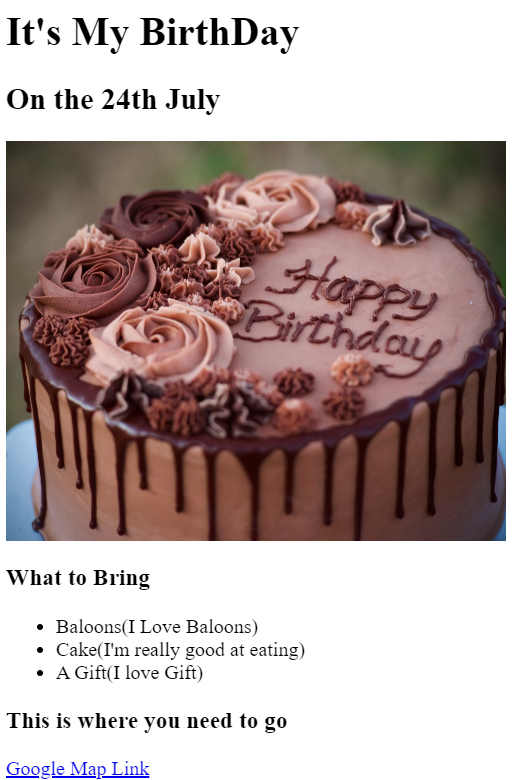 It's My BirthDay
On the 24th July
Happy
Birthday
What to Bring
Baloons(I Love Baloons)
Cake(I'm really good at eating)
A Gift(I love Gift)
This is where you need to go
Google Map Link